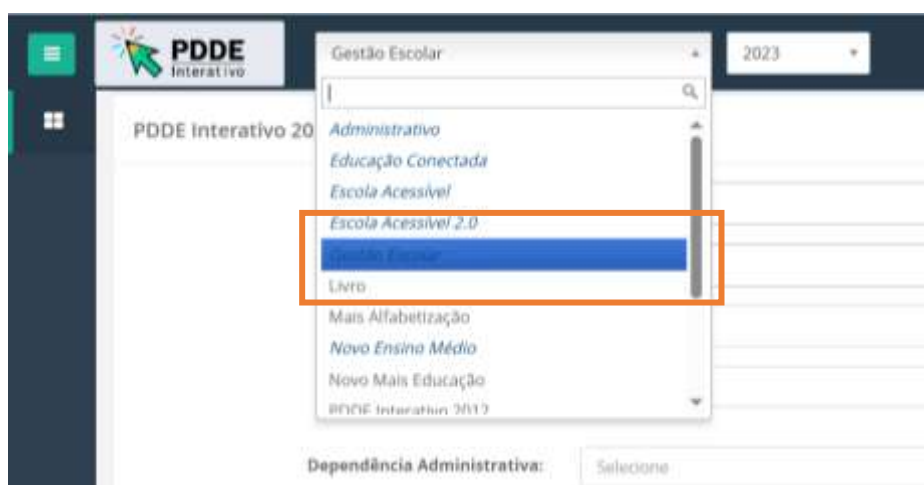 PDDE
Interativo
Gestão Escolar
2023
PDDE Interativo 20
Administrativo
Educação Conectada
Escola Acessível
Escola Acessível 2.0
Gestão Escolar
Livro
Mais Alfabetização
Novo Ensino Médio
Novo Mais Educação
PDDE Interativo 2012
Dependência Administrativa:
Selecione